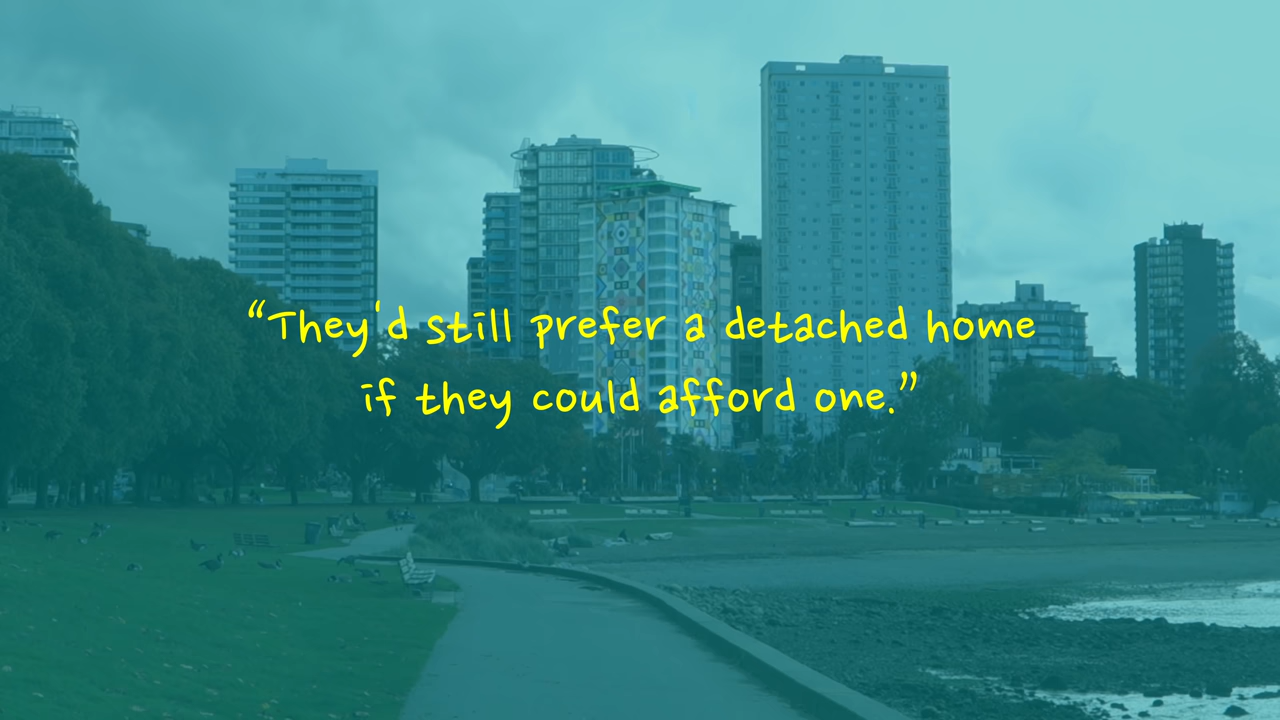 “They'd still prefer a detached home
if they could afford one.”